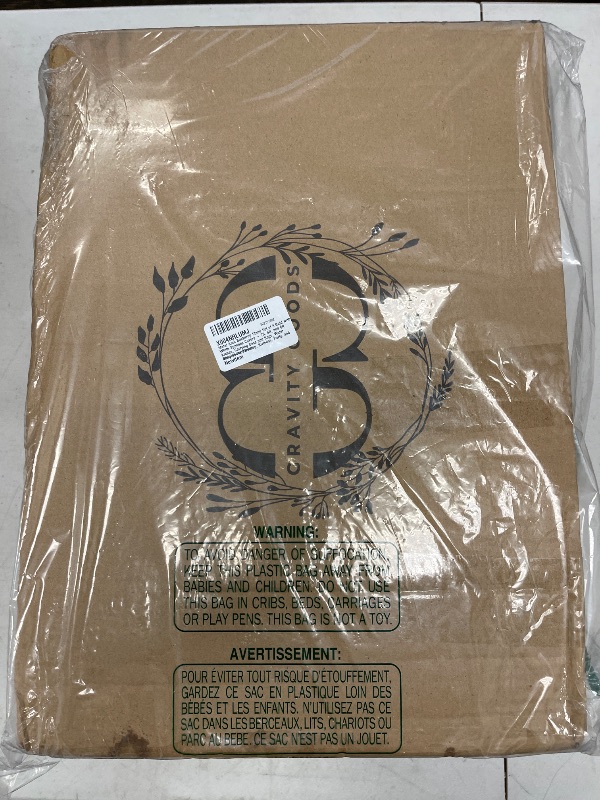 CG
CRAVITY GOODS
WARNING:
TO AVOID DANGER OF SUFFOCATION,
KEEP THIS PLASTIC BAG AWAY FROM
BABIES AND CHILDREN. DO NOT USE
THIS BAG IN CRIBS, BEDS, CARRIAGES
OR PLAY PENS. THIS BAG IS NOT A TOY.
AVERTISSEMENT:
POUR ÉVITER TOUT RISQUE D'ÉTOUFFEMENT,
GARDEZ CE SAC EN PLASTIQUE LOIN DES
BÉBÉS ET LES ENFANTS. N'UTILISEZ PAS CE
SAC DANS LES BERCEAUX, LITS, CHARIOTS OU
PARC AU BEBE. CE SAC N'EST PAS UN JOUET.